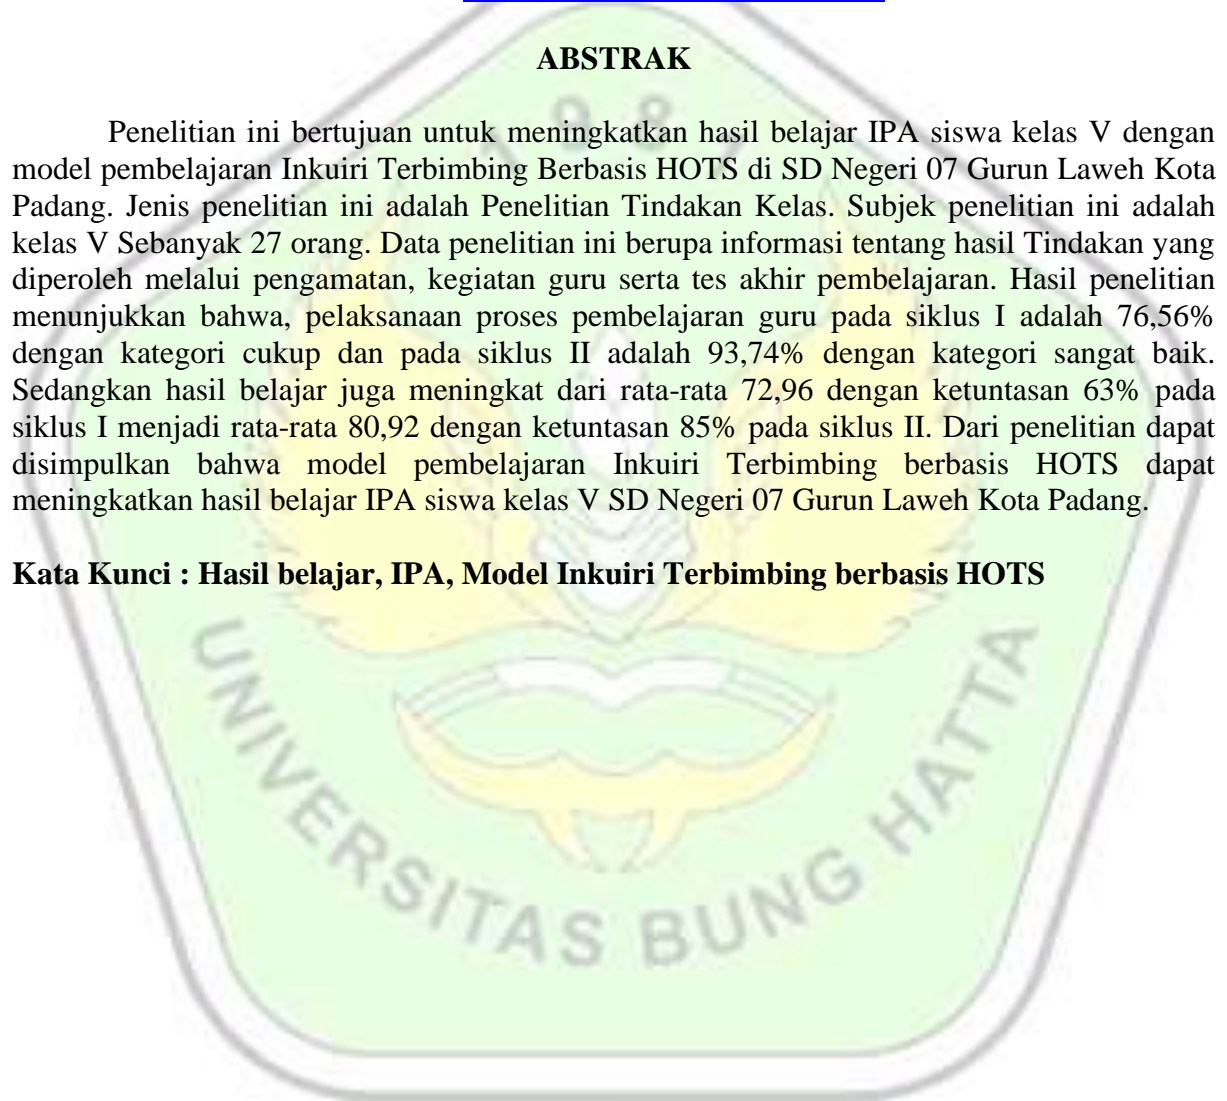 ABSTRAK
Penelitian ini bertujuan untuk meningkatkan hasil belajar IPA siswa kelas V dengan
model pembelajaran Inkuiri Terbimbing Berbasis HOTS di SD Negeri 07 Gurun Laweh Kota
Padang. Jenis penelitian ini adalah Penelitian Tindakan Kelas. Subjek penelitian ini adalah
kelas V Sebanyak 27 orang. Data penelitian ini berupa informasi tentang hasil Tindakan yang
diperoleh melalui pengamatan, kegiatan guru serta tes akhir pembelajaran. Hasil penelitian
menunjukkan bahwa, pelaksanaan proses pembelajaran guru pada siklus I adalah 76,56%
dengan kategori cukup dan pada siklus II adalah 93,74% dengan kategori sangat baik.
Sedangkan hasil belajar juga meningkat dari rata-rata 72,96 dengan ketuntasan 63% pada
siklus I menjadi rata-rata 80,92 dengan ketuntasan 85% pada siklus II. Dari penelitian dapat
disimpulkan bahwa model pembelajaran Inkuiri Terbimbing berbasis HOTS dapat
meningkatkan hasil belajar IPA siswa kelas V SD Negeri 07 Gurun Laweh Kota Padang.
Kata Kunci : Hasil belajar, IPA, Model Inkuiri Terbimbing berbasis HOTS
1981
UNIVERSITAS BUNG HATTA